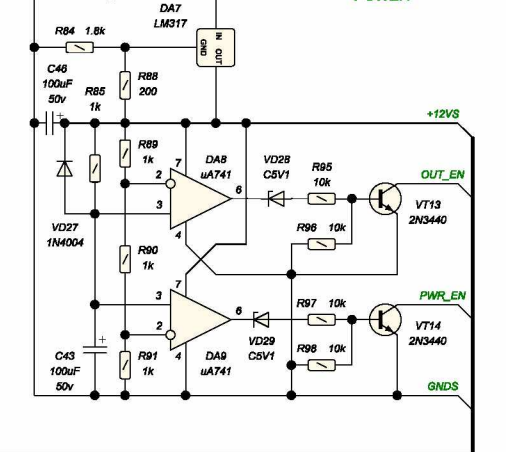 DA7
LM317
R84 1.8k
GND
IN
OUT
C46
100uF
50v
+
R85
1k
R88
200
+12VS
R89
1k
7
DA8
uA741
2
3
6
4
VD28
C5V1
R95
10k
OUT_EN
VT13
2N3440
VD27
1N4004
R96 10k
R90
1k
7
3
2
6
4
DA9
uA741
VD29
C5V1
R97 10k
PWR_EN
VT14
2N3440
R98 10k
C43
100uF
50v
+
R91
1k
GNDS